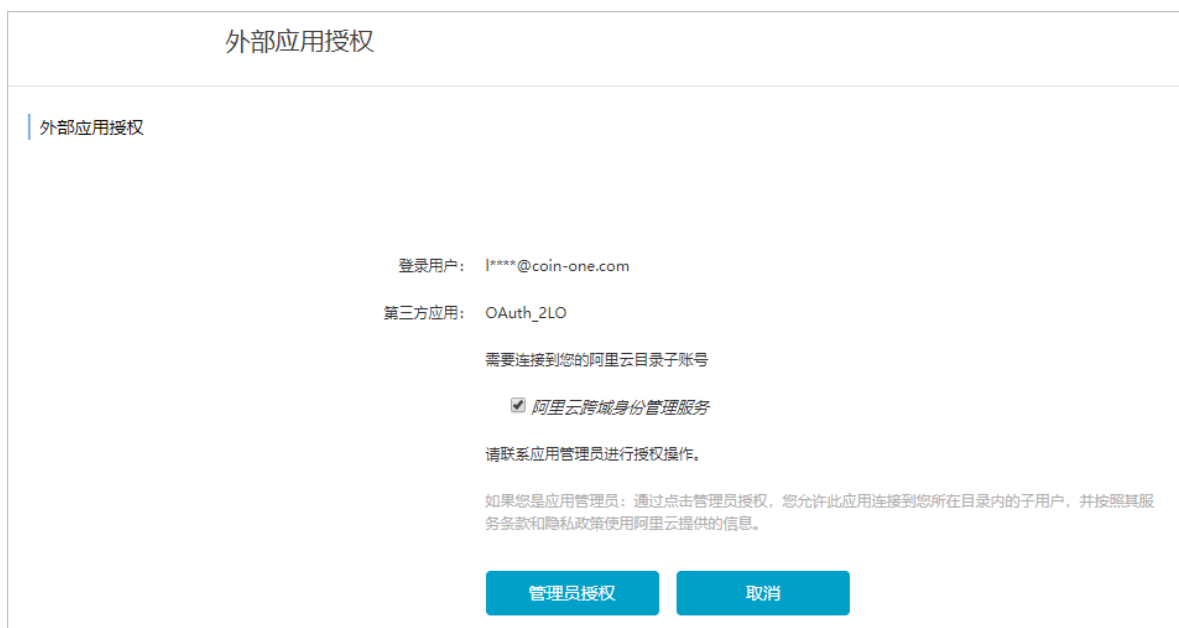 外部应用授权
外部应用授权
登录用户： l****@coin-one.com
第三方应用： OAuth_2LO
需要连接到您的阿里云目录子账号
阿里云跨域身份管理服务
请联系应用管理员进行授权操作。
如果您是应用管理员：通过点击管理员授权，您允许此应用连接到您所在目录内的子用户，并按照其服
务条款和隐私政策使用阿里云提供的信息。
管理员授权 取消